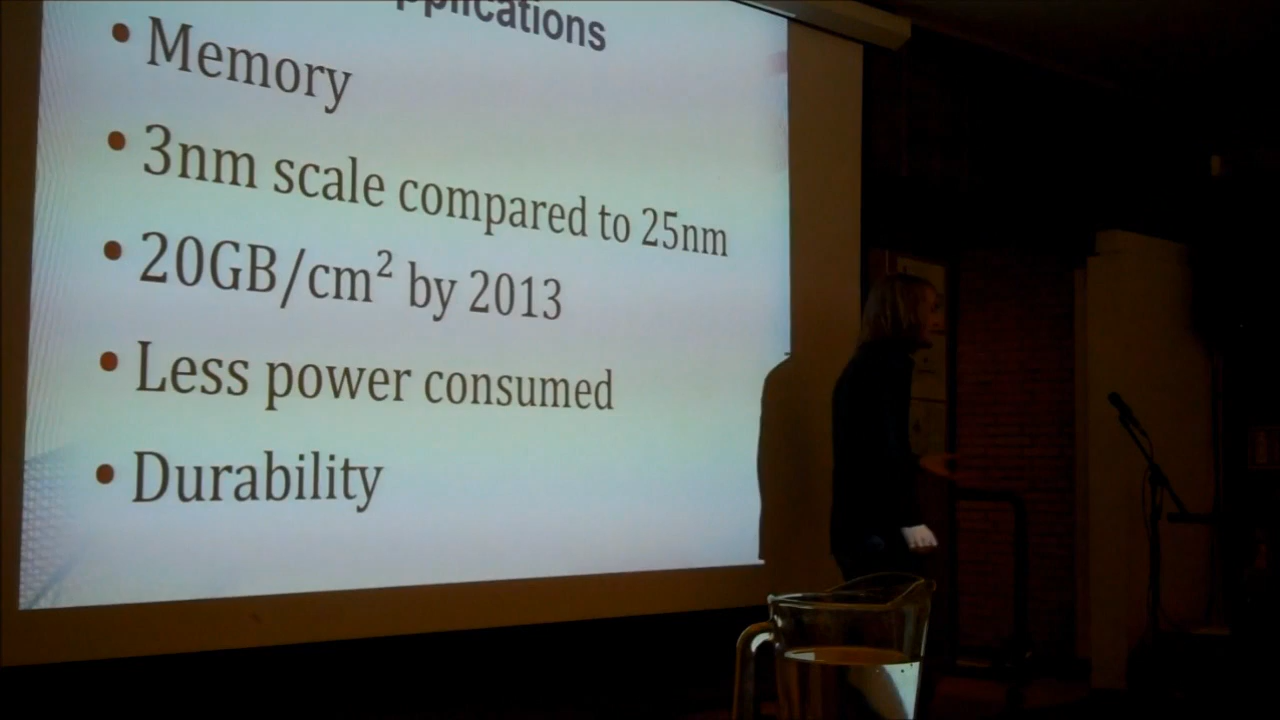 • Memory
• 3nm scale compared to 25nm
• 20GB/cm² by 2013
• Less power consumed
• Durability